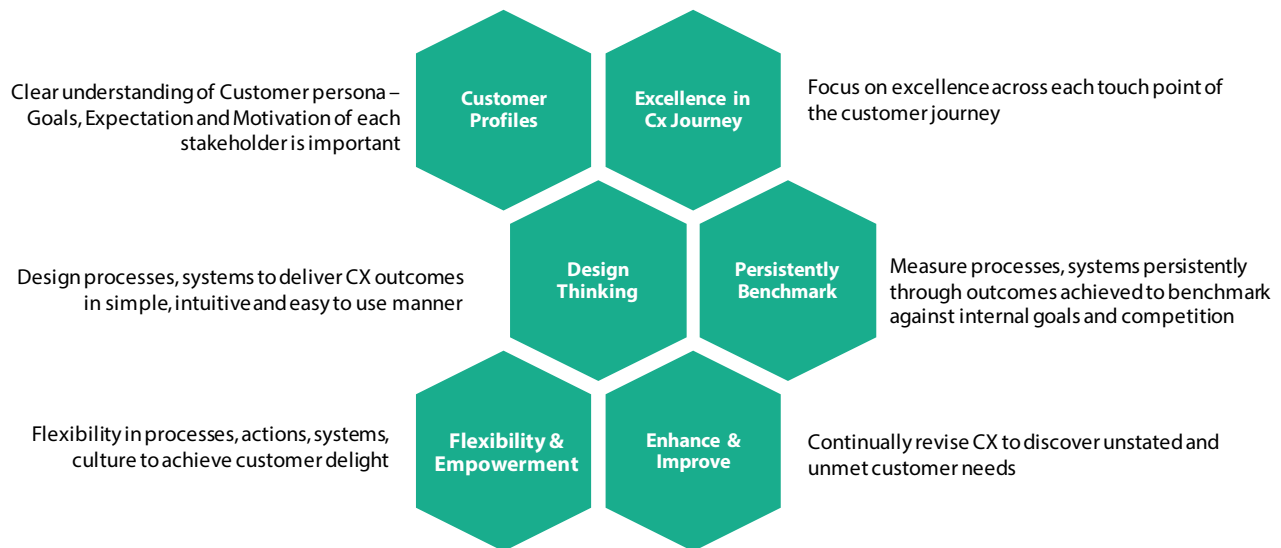 Clear understanding of Customer persona –
Goals, Expectation and Motivation of each
stakeholder is important
Customer
Profiles
Excellence in
Cx Journey
Focus on excellence across each touch point of
the customer journey
Design processes, systems to deliver CX outcomes
in simple, intuitive and easy to use manner
Design
Thinking
Persistently
Benchmark
Measure processes, systems persistently
through outcomes achieved to benchmark
against internal goals and competition
Flexibility in processes, actions, systems,
culture to achieve customer delight
Flexibility &
Empowerment
Enhance &
Improve
Continually revise CX to discover unstated and
unmet customer needs